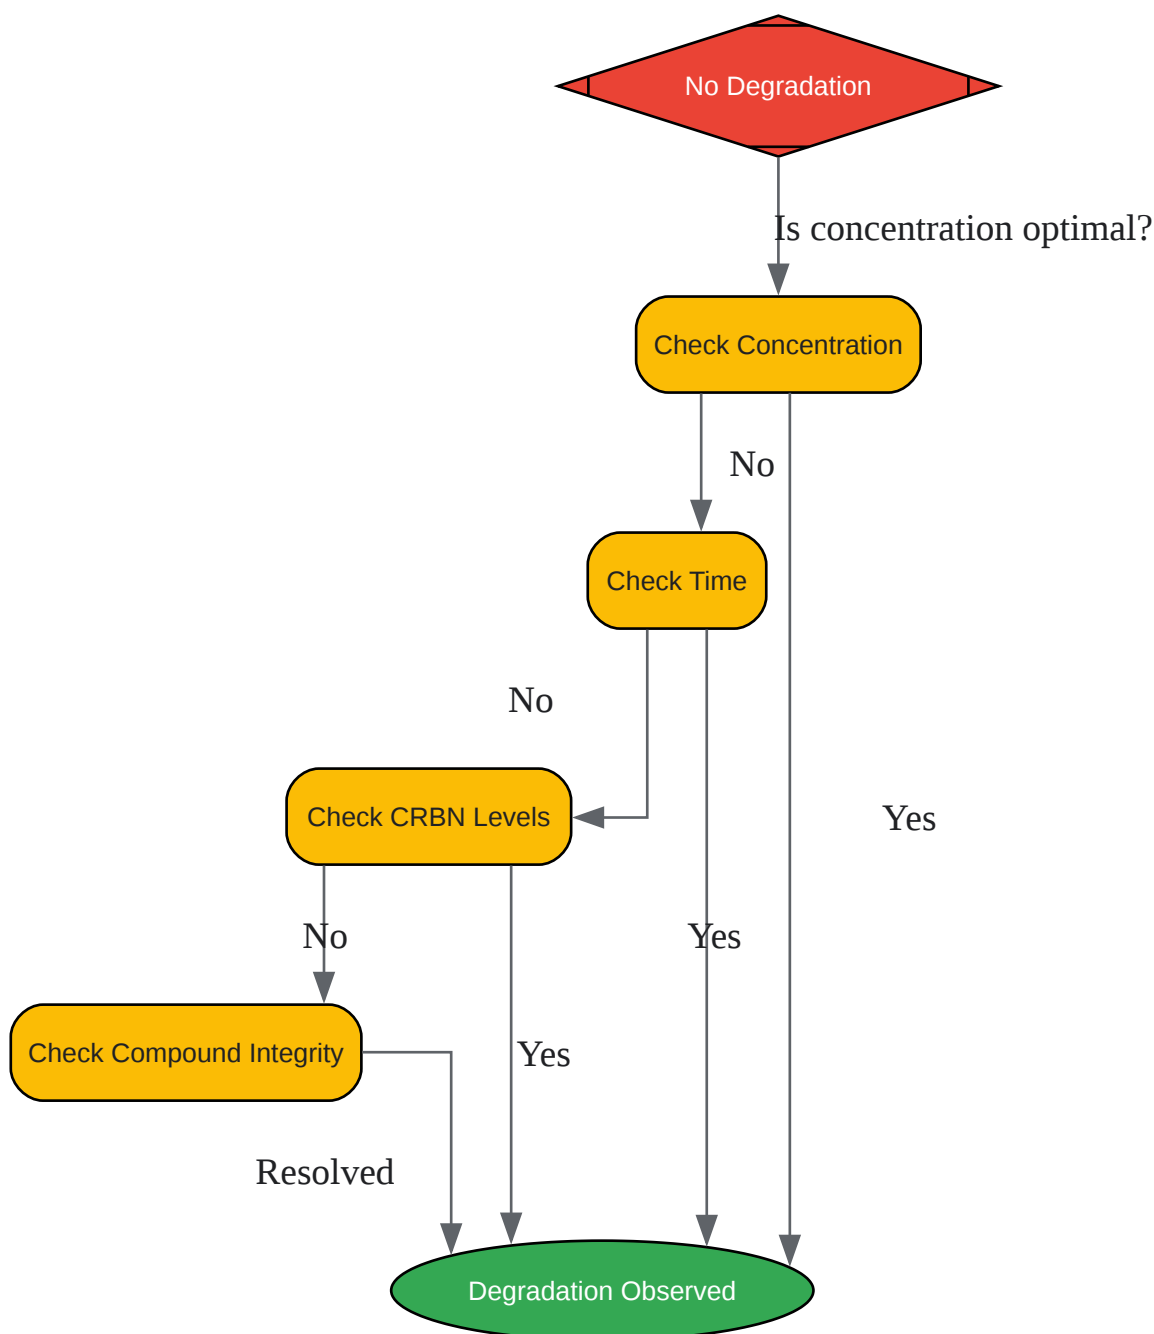 No Degradation
Is concentration optimal?
Check Concentration
No
Check Time
No
Check CRBN Levels
Yes
No
Yes
Check Compound Integrity
Yes
Resolved
Degradation Observed